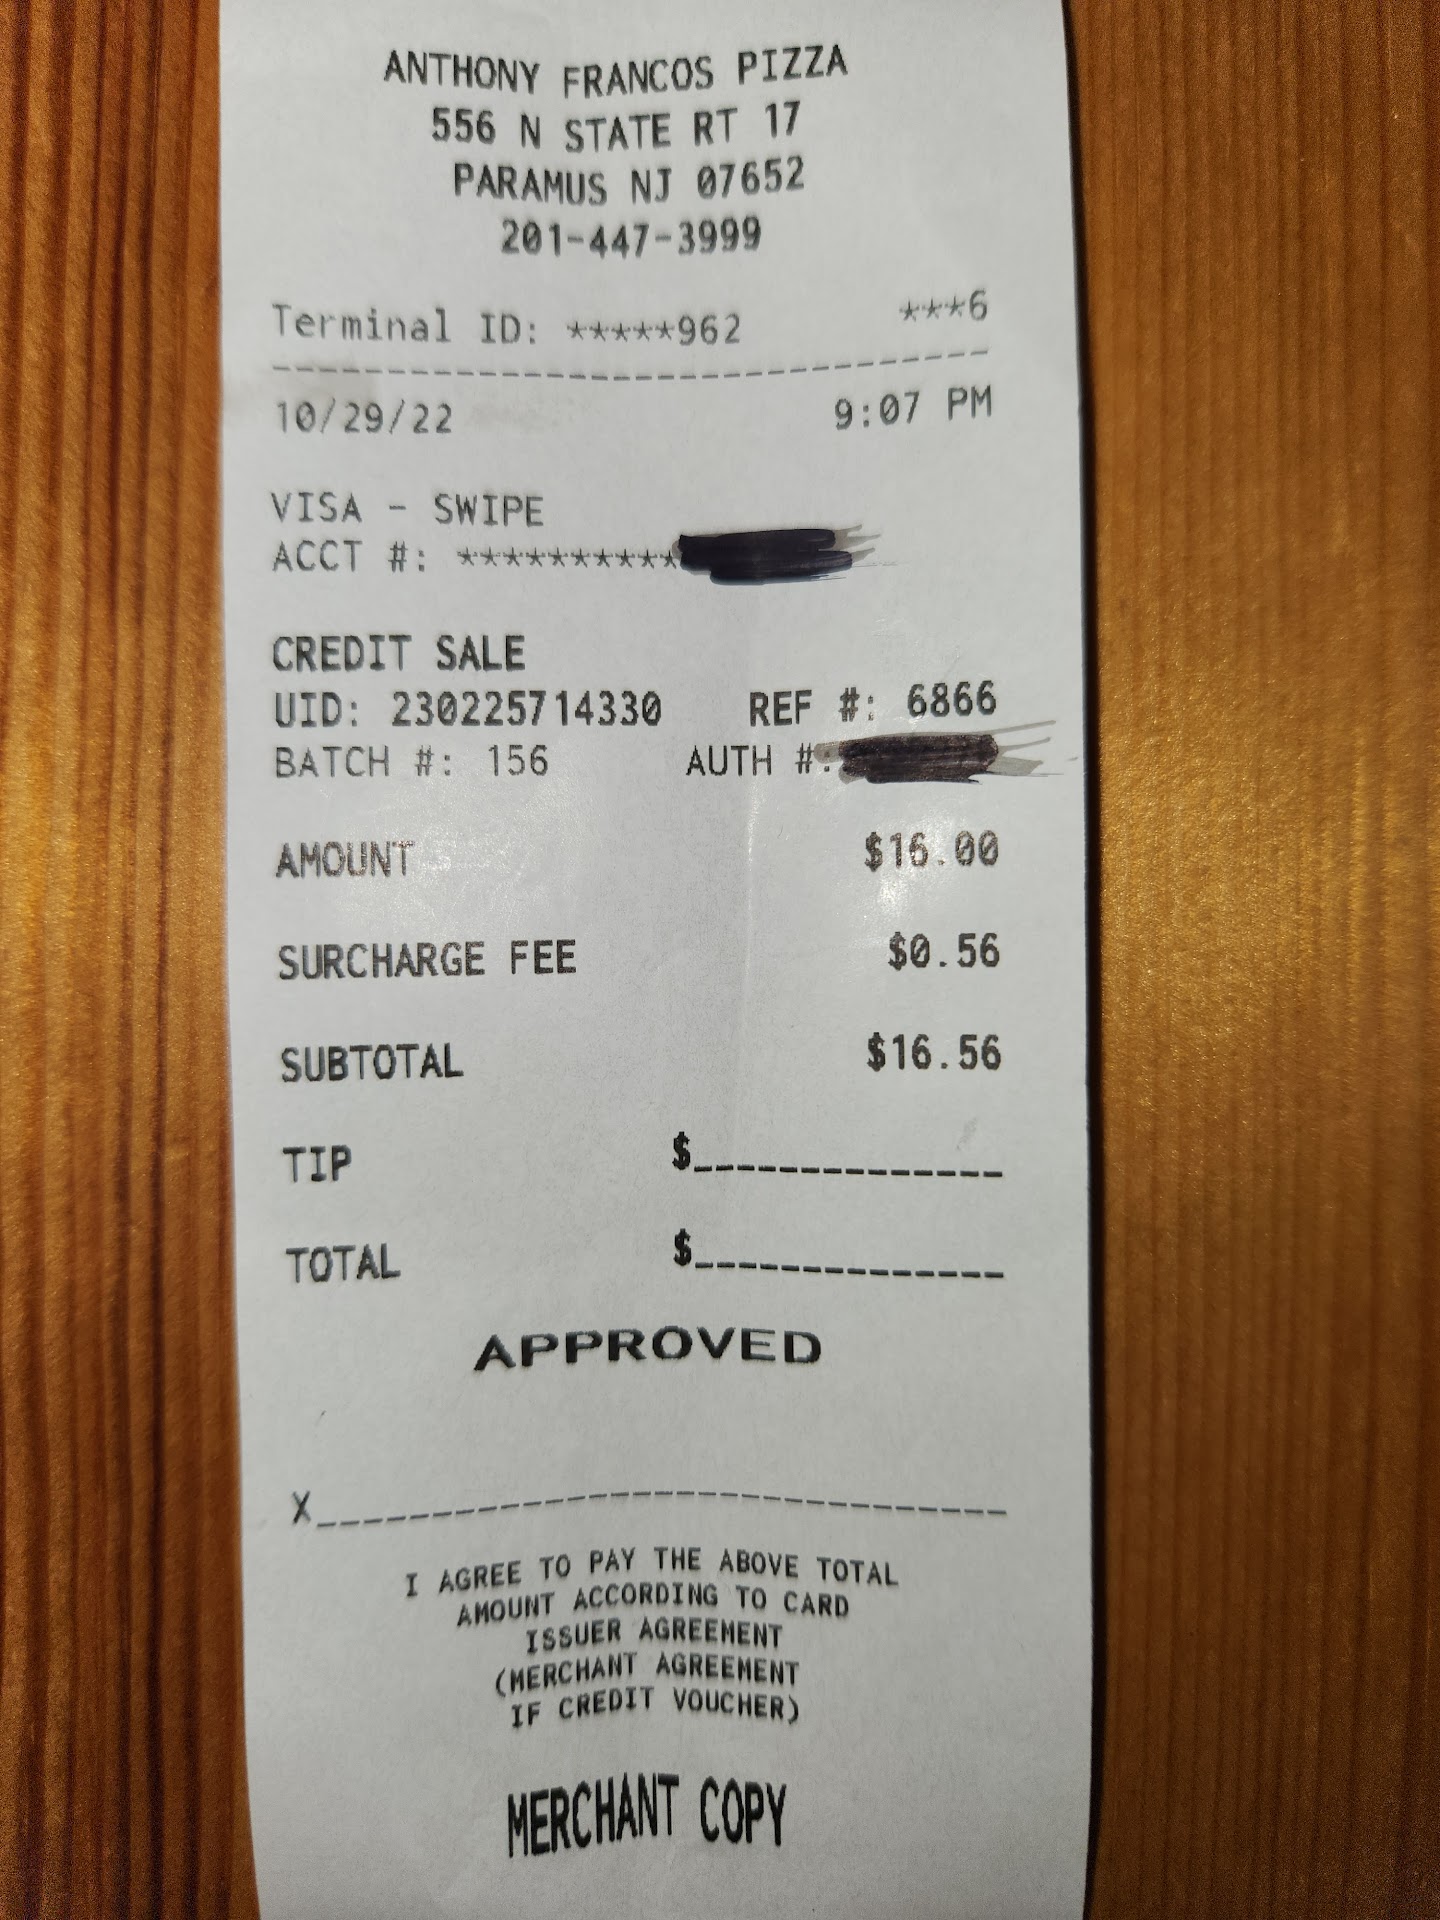 ANTHONY FRANCOS PIZZA
556 N STATE RT 17
PARAMUS NJ 07652
201-447-3999
Terminal ID: *****962 ***6
10/29/22 9:07 PM
VISA - SWIPE
ACCT #: **********
CREDIT SALE
UID: 230225714330 REF #: 6866
BATCH #: 156 AUTH #:
AMOUNT $16.00
SURCHARGE FEE $0.56
SUBTOTAL $16.56
TIP $
TOTAL $
APPROVED
X
I AGREE TO PAY THE ABOVE TOTAL
AMOUNT ACCORDING TO CARD
ISSUER AGREEMENT
(MERCHANT AGREEMENT
IF CREDIT VOUCHER)
MERCHANT COPY